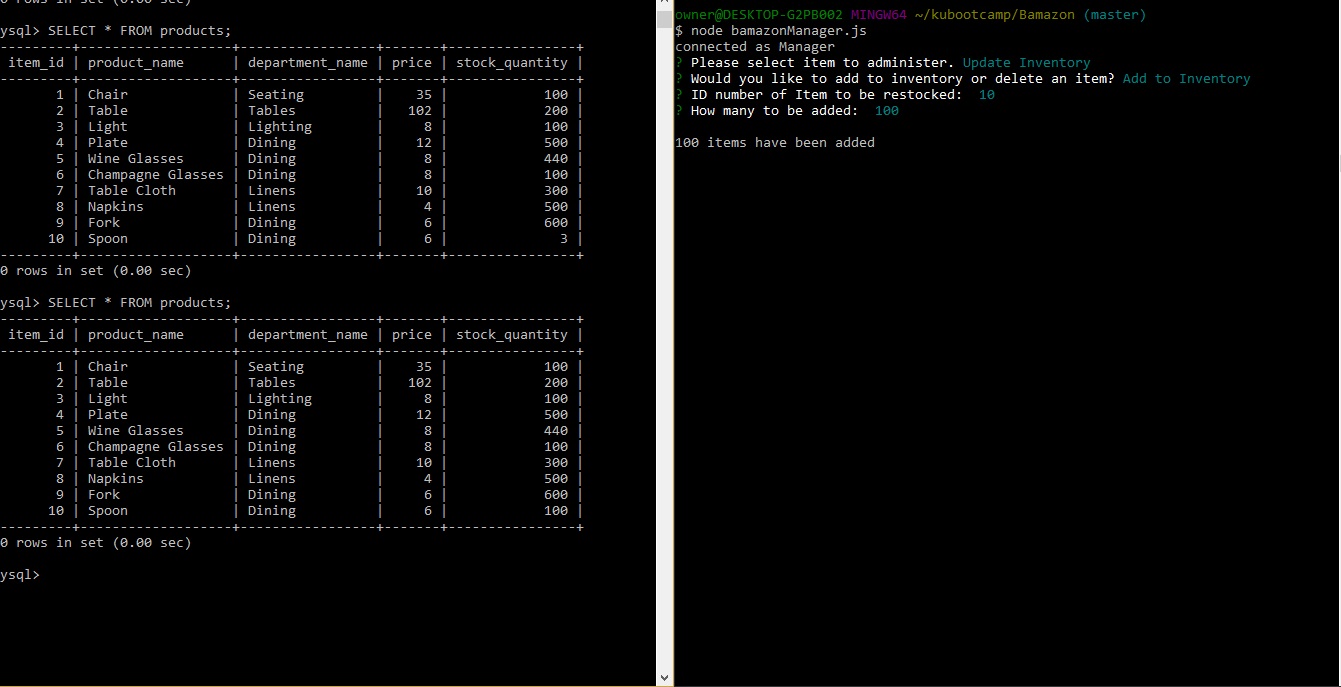 0 rows in set (0.00 sec)
ysql> SELECT * FROM products;
---------+-------------------+-----------------+-------+----------------+
item_id | product_name | department_name | price | stock_quantity |
---------+-------------------+-----------------+-------+----------------+
1 | Chair | Seating | 35 | 100 |
2 | Table | Tables | 102 | 200 |
3 | Light | Lighting | 8 | 100 |
4 | Plate | Dining | 12 | 500 |
5 | Wine Glasses | Dining | 8 | 440 |
6 | Champagne Glasses | Dining | 8 | 100 |
7 | Table Cloth | Linens | 10 | 300 |
8 | Napkins | Linens | 4 | 500 |
9 | Fork | Dining | 6 | 600 |
10 | Spoon | Dining | 6 | 3 |
---------+-------------------+-----------------+-------+----------------+
0 rows in set (0.00 sec)
ysql> SELECT * FROM products;
---------+-------------------+-----------------+-------+----------------+
item_id | product_name | department_name | price | stock_quantity |
---------+-------------------+-----------------+-------+----------------+
1 | Chair | Seating | 35 | 100 |
2 | Table | Tables | 102 | 200 |
3 | Light | Lighting | 8 | 100 |
4 | Plate | Dining | 12 | 500 |
5 | Wine Glasses | Dining | 8 | 440 |
6 | Champagne Glasses | Dining | 8 | 100 |
7 | Table Cloth | Linens | 10 | 300 |
8 | Napkins | Linens | 4 | 500 |
9 | Fork | Dining | 6 | 600 |
10 | Spoon | Dining | 6 | 100 |
---------+-------------------+-----------------+-------+----------------+
0 rows in set (0.00 sec)
ysql>
owner@DESKTOP-G2PB002 MINGW64 ~/kubootcamp/Bamazon (master)
$ node bamazonManager.js
connected as Manager
? Please select item to administer. Update Inventory
? Would you like to add to inventory or delete an item? Add to Inventory
? ID number of Item to be restocked: 10
? How many to be added: 100
100 items have been added